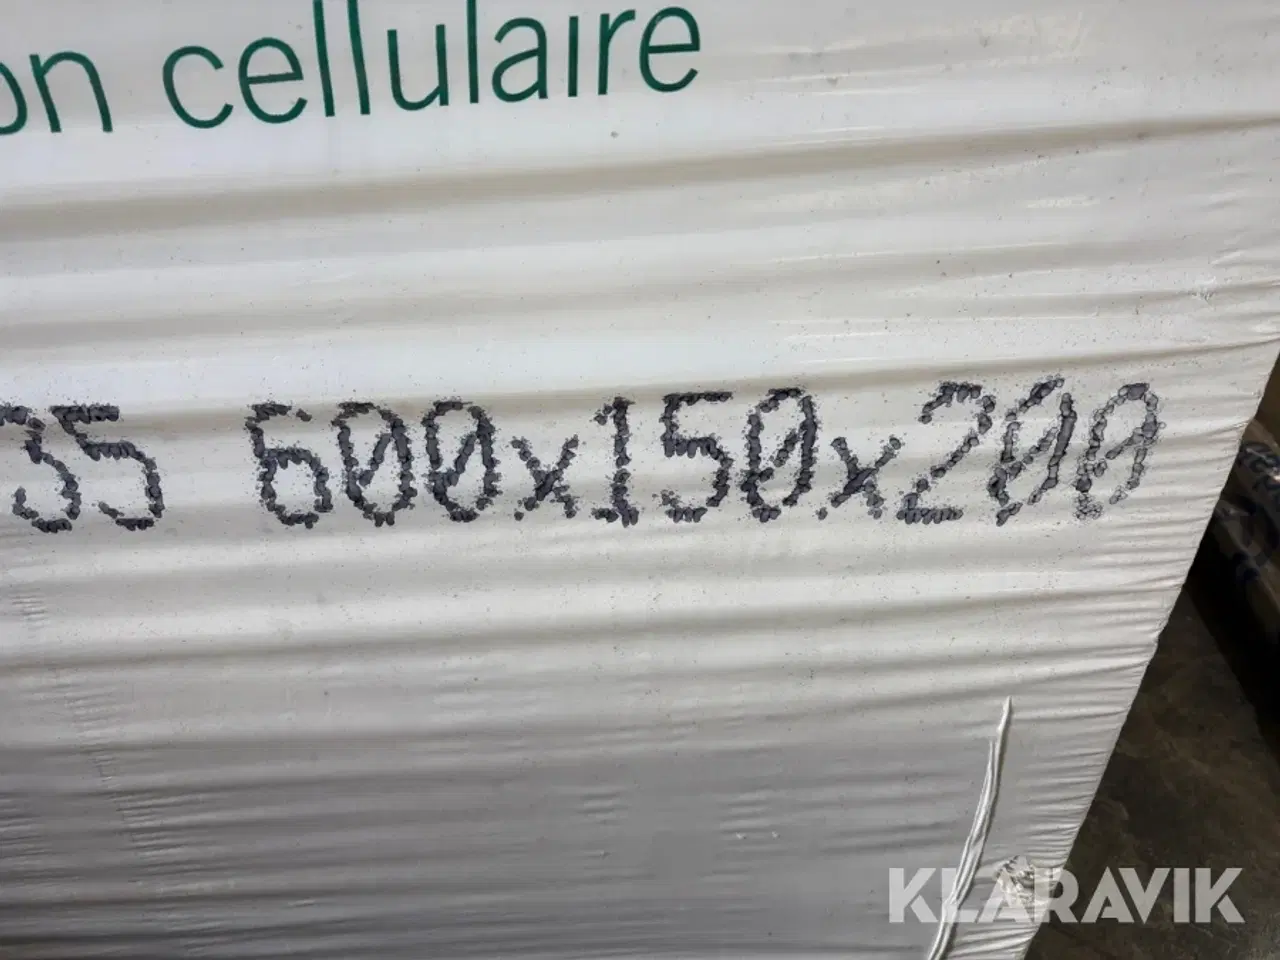 on cellulaire
35 600x150x200
KLARAVIK